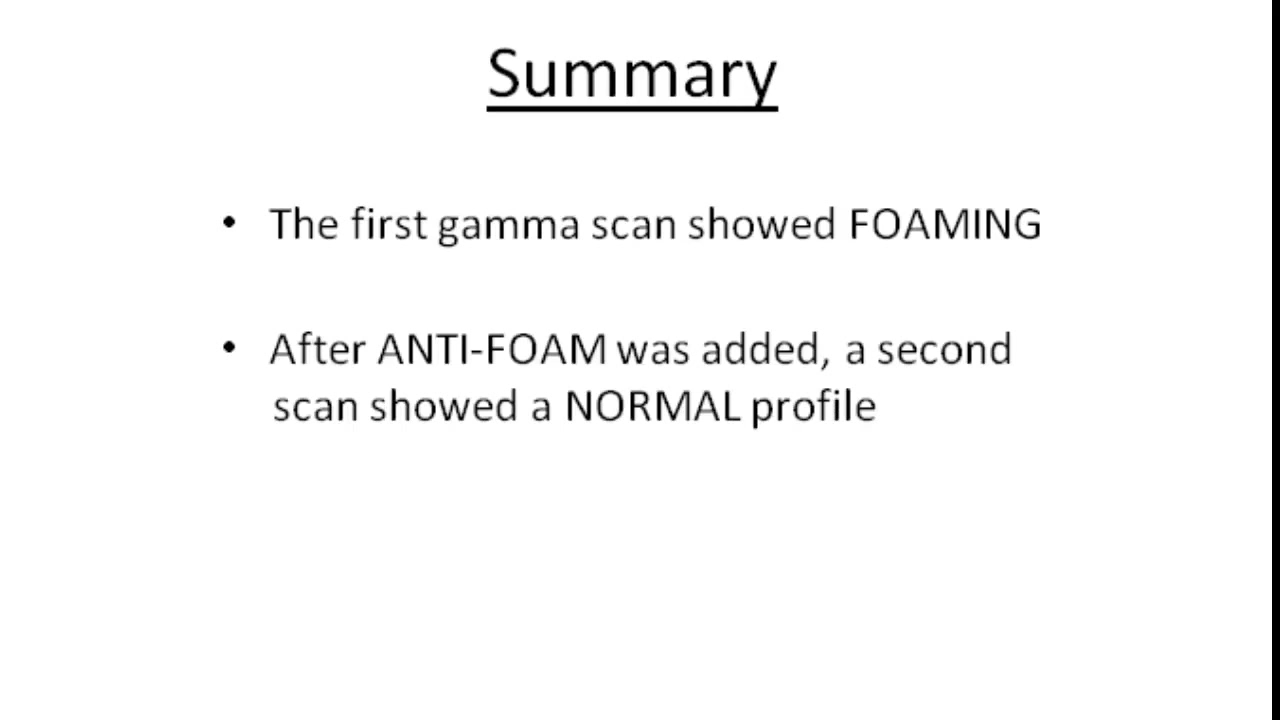 Summary
• The first gamma scan showed FOAMING
• After ANTI-FOAM was added, a second
scan showed a NORMAL profile